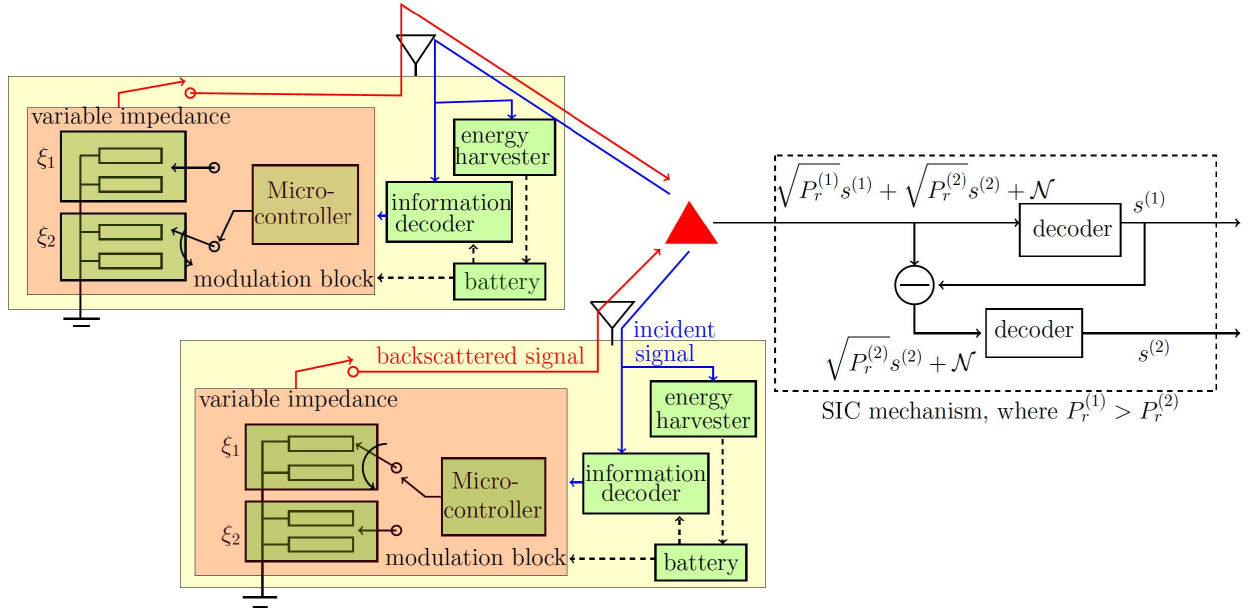 variable impedance
ξ₁
ξ₂
Micro-
controller
modulation block
energy
harvester
information
decoder
battery
variable impedance
ξ₁
ξ₂
Micro-
controller
modulation block
backscattered signal
incident
signal
energy
harvester
information
decoder
battery
√P_r^(1) s^(1) + √P_r^(2) s^(2) + 𝒩
decoder
s^(1)
decoder
√P_r^(2) s^(2) + 𝒩
s^(2)
SIC mechanism, where P_r^(1) > P_r^(2)